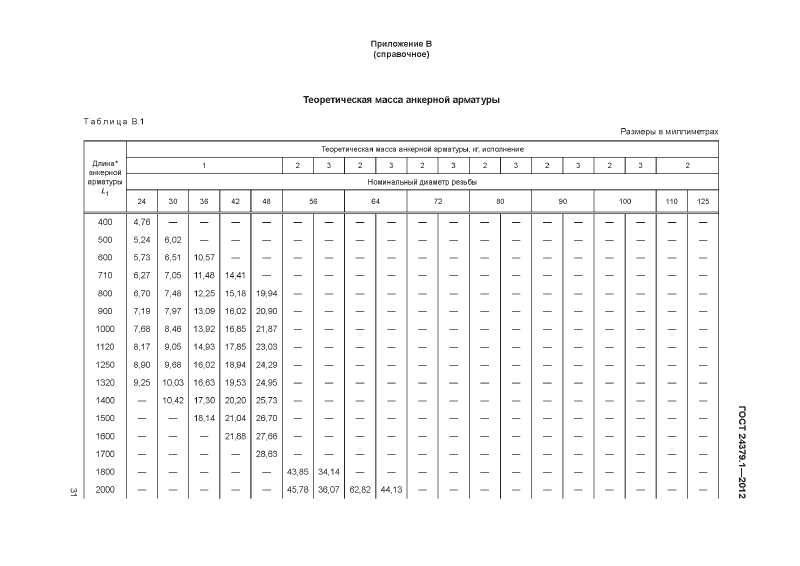 Приложение В
(справочное)
Теоретическая масса анкерной арматуры
Таблица В.1
Размеры в миллиметрах
Длина* анкерной арматуры L1
Теоретическая масса анкерной арматуры, кг, исполнение
1 2 3 2 3 2 3 2 3 2 3 2 3 2
Номинальный диаметр резьбы
24 30 36 42 48 56 64 72 80 90 100 110 125
400 4,76 — — — — — — — — — — — — — — — — — —
500 5,24 6,02 — — — — — — — — — — — — — — — — —
600 5,73 6,51 10,57 — — — — — — — — — — — — — — — —
710 6,27 7,05 11,48 14,41 — — — — — — — — — — — — — — —
800 6,70 7,48 12,25 15,18 19,94 — — — — — — — — — — — — — —
900 7,19 7,97 13,09 16,02 20,90 — — — — — — — — — — — — — —
1000 7,68 8,46 13,92 16,85 21,87 — — — — — — — — — — — — — —
1120 8,17 9,05 14,93 17,85 23,03 — — — — — — — — — — — — — —
1250 8,90 9,68 16,02 18,94 24,29 — — — — — — — — — — — — — —
1320 9,25 10,03 16,63 19,53 24,95 — — — — — — — — — — — — — —
1400 — 10,42 17,30 20,20 25,73 — — — — — — — — — — — — — —
1500 — — 18,14 21,04 26,70 — — — — — — — — — — — — — —
1600 — — — 21,88 27,66 — — — — — — — — — — — — — —
1700 — — — — 28,63 — — — — — — — — — — — — — —
1800 — — — — — 43,85 34,14 — — — — — — — — — — — —
2000 — — — — — 45,78 36,07 62,82 44,13 — — — — — — — — — —
ГОСТ 24379.1—2012
31